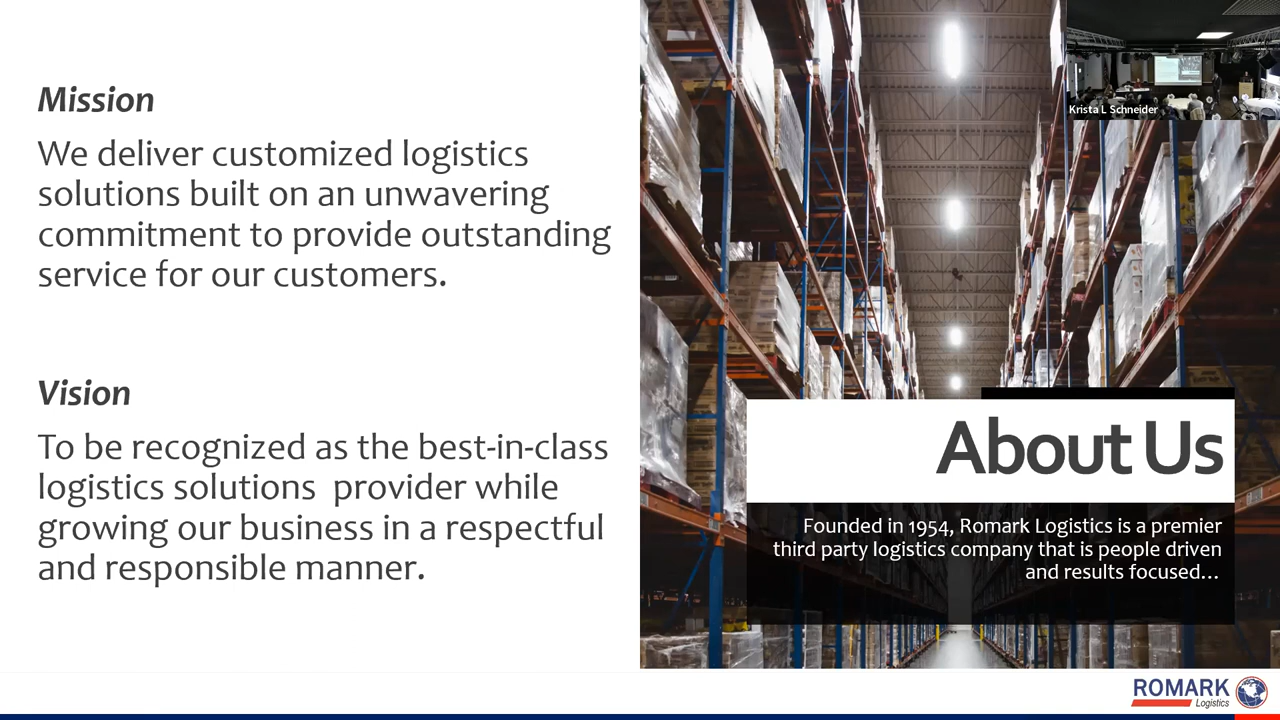 Mission
We deliver customized logistics
solutions built on an unwavering
commitment to provide outstanding
service for our customers.
Vision
To be recognized as the best-in-class
logistics solutions  provider while
growing our business in a respectful
and responsible manner.
Krista L Schneider
About Us
Founded in 1954, Romark Logistics is a premier
third party logistics company that is people driven
and results focused…
ROMARK
Logistics